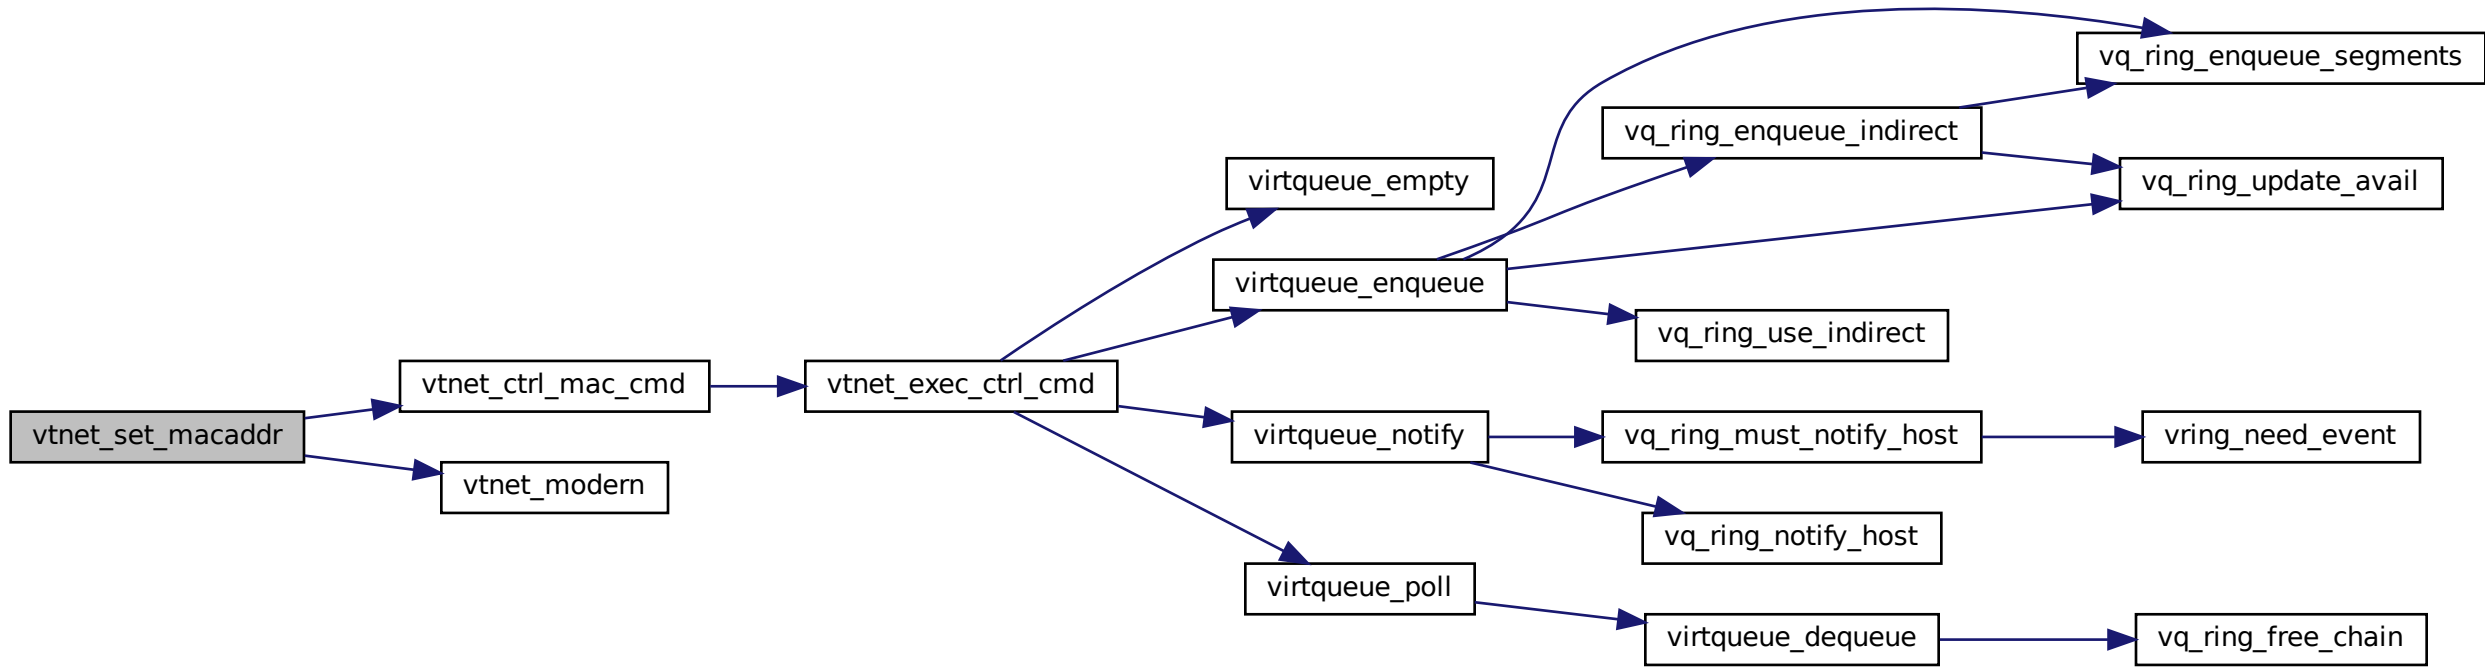 vtnet_set_macaddr
vtnet_ctrl_mac_cmd
vtnet_modern
vtnet_exec_ctrl_cmd
virtqueue_empty
virtqueue_enqueue
virtqueue_notify
virtqueue_poll
vq_ring_enqueue_indirect
vq_ring_use_indirect
vq_ring_must_notify_host
vq_ring_notify_host
virtqueue_dequeue
vq_ring_enqueue_segments
vq_ring_update_avail
vring_need_event
vq_ring_free_chain